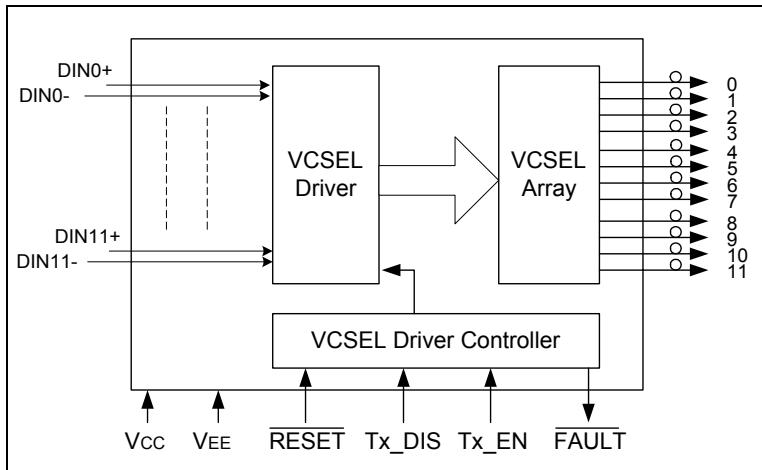 DIN0+
DIN0-
DIN11+
DIN11-
VCSEL
Driver
VCSEL
Array
0
1
2
3
4
5
6
7
8
9
10
11
VCSEL Driver Controller
VCC
VEE
RESET
Tx_DIS
Tx_EN
FAULT